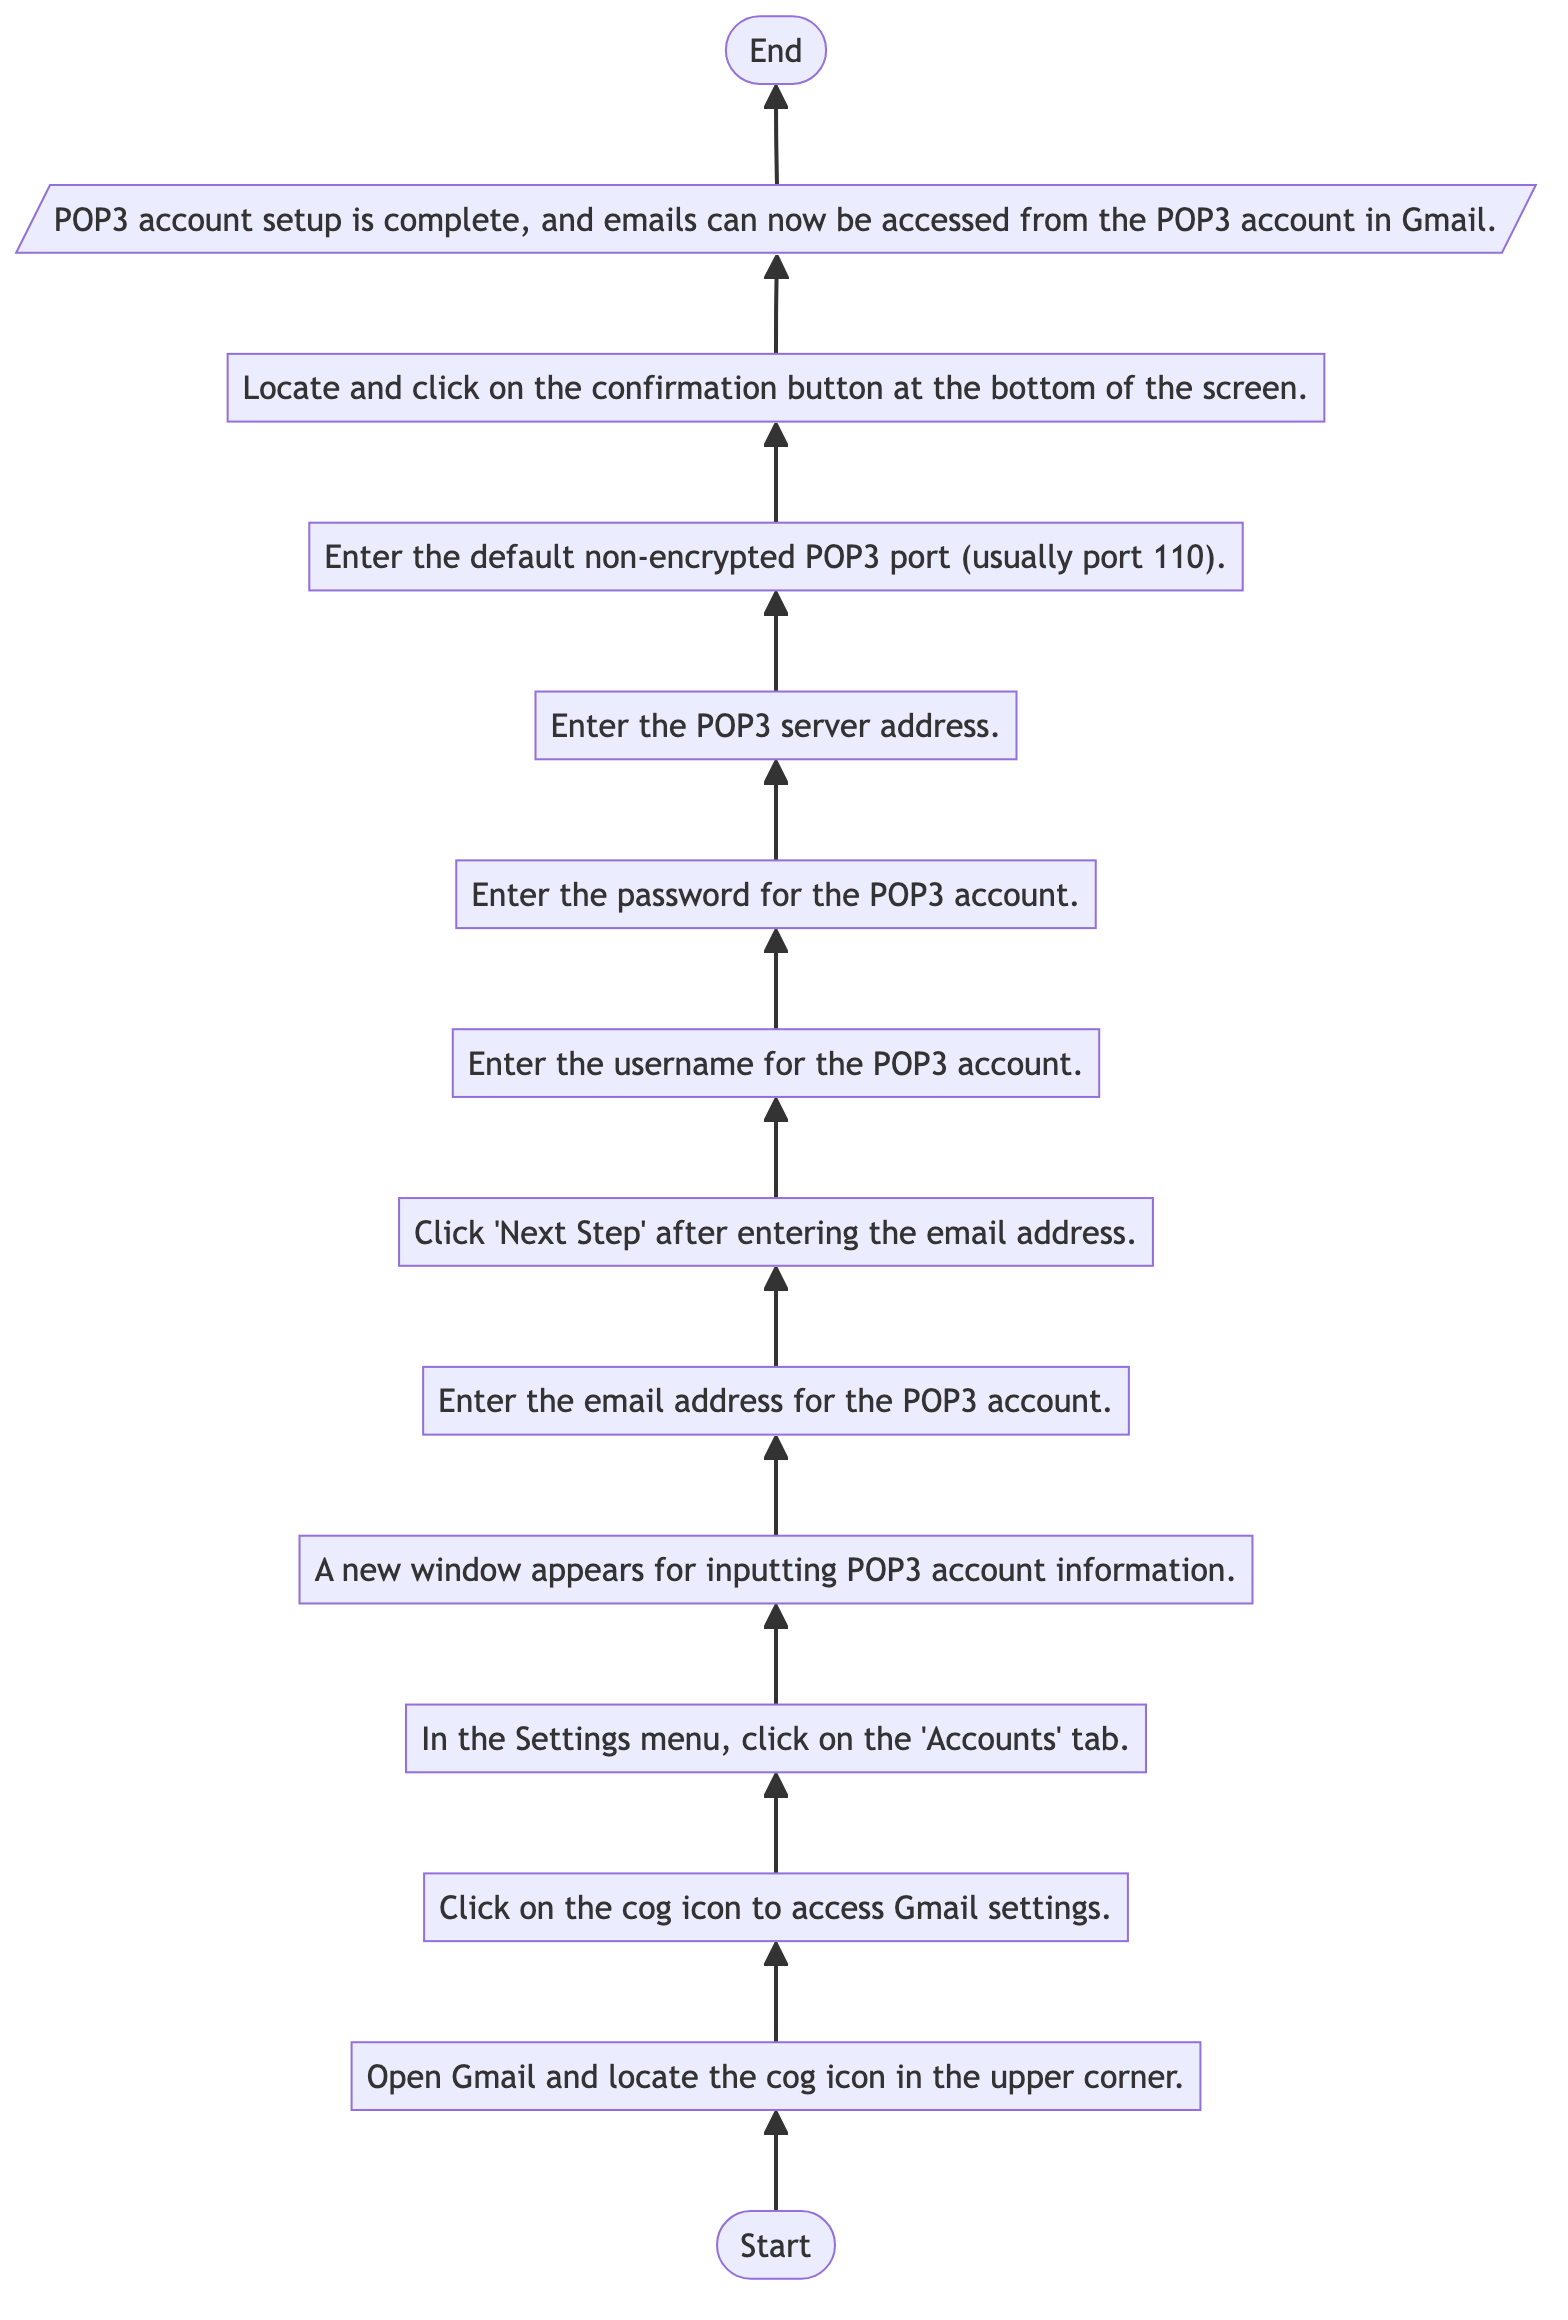 End
POP3 account setup is complete, and emails can now be accessed from the POP3 account in Gmail.
Locate and click on the confirmation button at the bottom of the screen.
Enter the default non-encrypted POP3 port (usually port 110).
Enter the POP3 server address.
Enter the password for the POP3 account.
Enter the username for the POP3 account.
Click 'Next Step' after entering the email address.
Enter the email address for the POP3 account.
A new window appears for inputting POP3 account information.
In the Settings menu, click on the 'Accounts' tab.
Click on the cog icon to access Gmail settings.
Open Gmail and locate the cog icon in the upper corner.
Start